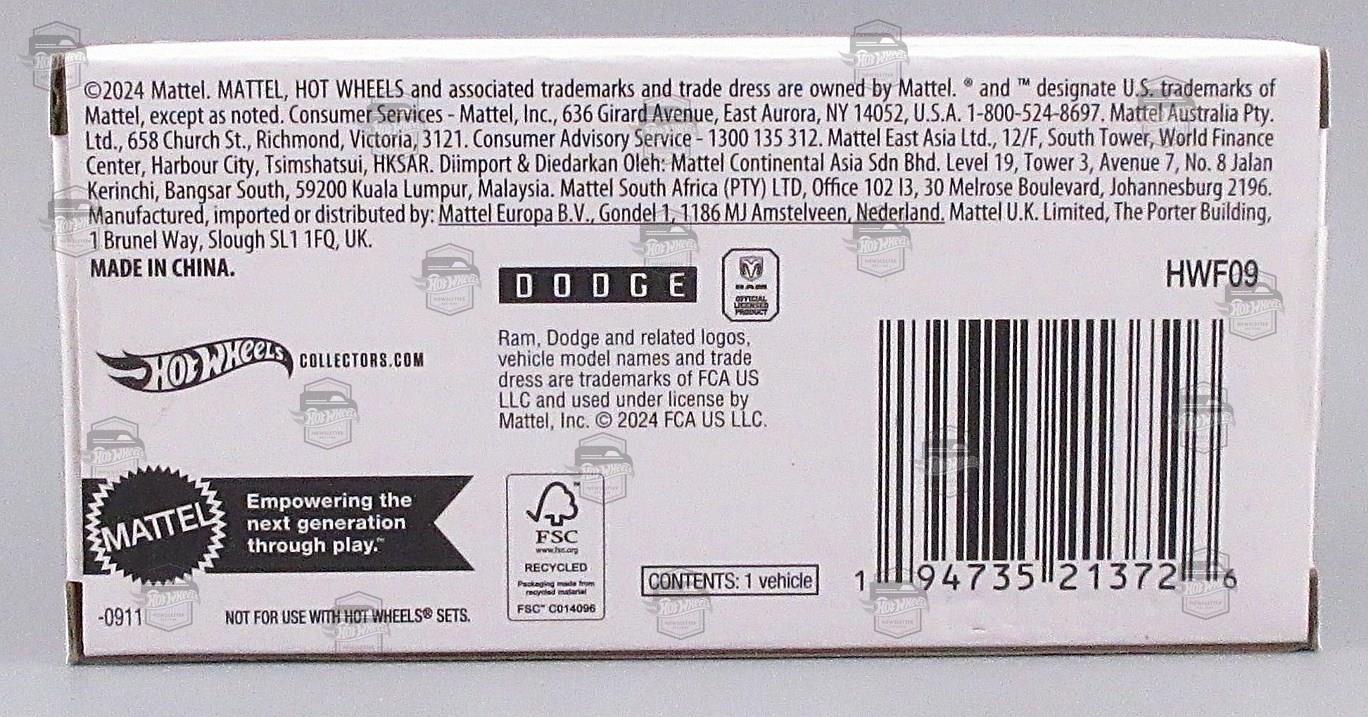 ©2024 Mattel. MATTEL, HOT WHEELS and associated trademarks and trade dress are owned by Mattel. ® and ™ designate U.S. trademarks of
Mattel, except as noted. Consumer Services - Mattel, Inc., 636 Girard Avenue, East Aurora, NY 14052, U.S.A. 1-800-524-8697. Mattel Australia Pty.
Ltd., 658 Church St., Richmond, Victoria, 3121. Consumer Advisory Service - 1300 135 312. Mattel East Asia Ltd., 12/F, South Tower, World Finance
Center, Harbour City, Tsimshatsui, HKSAR. Diimport & Diedarkan Oleh: Mattel Continental Asia Sdn Bhd. Level 19, Tower 3, Avenue 7, No. 8 Jalan
Kerinchi, Bangsar South, 59200 Kuala Lumpur, Malaysia. Mattel South Africa (PTY) LTD, Office 102 I3, 30 Melrose Boulevard, Johannesburg 2196.
Manufactured, imported or distributed by: Mattel Europa B.V., Gondel 1, 1186 MJ Amstelveen, Nederland. Mattel U.K. Limited, The Porter Building,
1 Brunel Way, Slough SL1 1FQ, UK.
MADE IN CHINA.
DODGE
RAM
OFFICIAL
LICENSED
PRODUCT
HWF09
HOT WHEELS COLLECTORS.COM
Ram, Dodge and related logos,
vehicle model names and trade
dress are trademarks of FCA US
LLC and used under license by
Mattel, Inc. © 2024 FCA US LLC.
MATTEL
Empowering the
next generation
through play.™
FSC
www.fsc.org
RECYCLED
Packaging made from
recycled material
FSC™ C014096
CONTENTS: 1 vehicle
1 94735 21372 6
-0911
NOT FOR USE WITH HOT WHEELS® SETS.